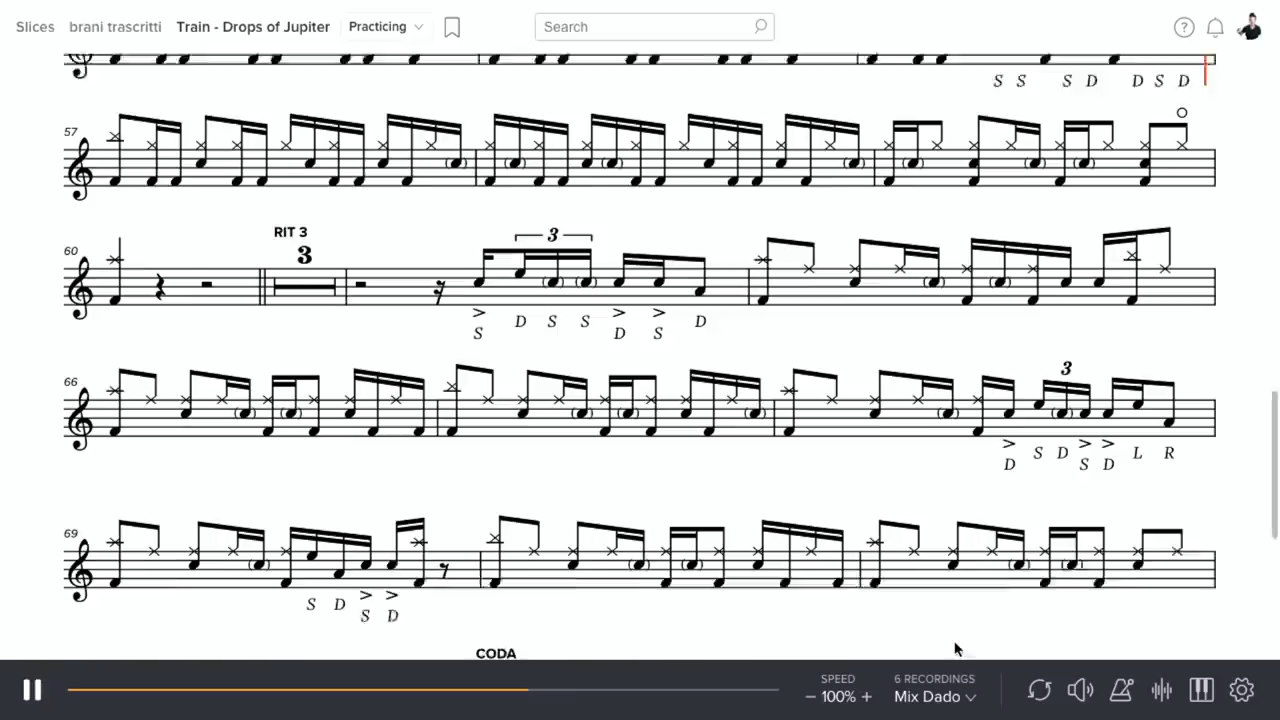 Slices brani trascritti Train - Drops of Jupiter Practicing Search ?
S S S D D S D
57
60 RIT 3 3 3
S D S S D S D
66 3
D S D S D L R
69
S D S D
CODA
SPEED 6 RECORDINGS
− 100% + Mix Dado